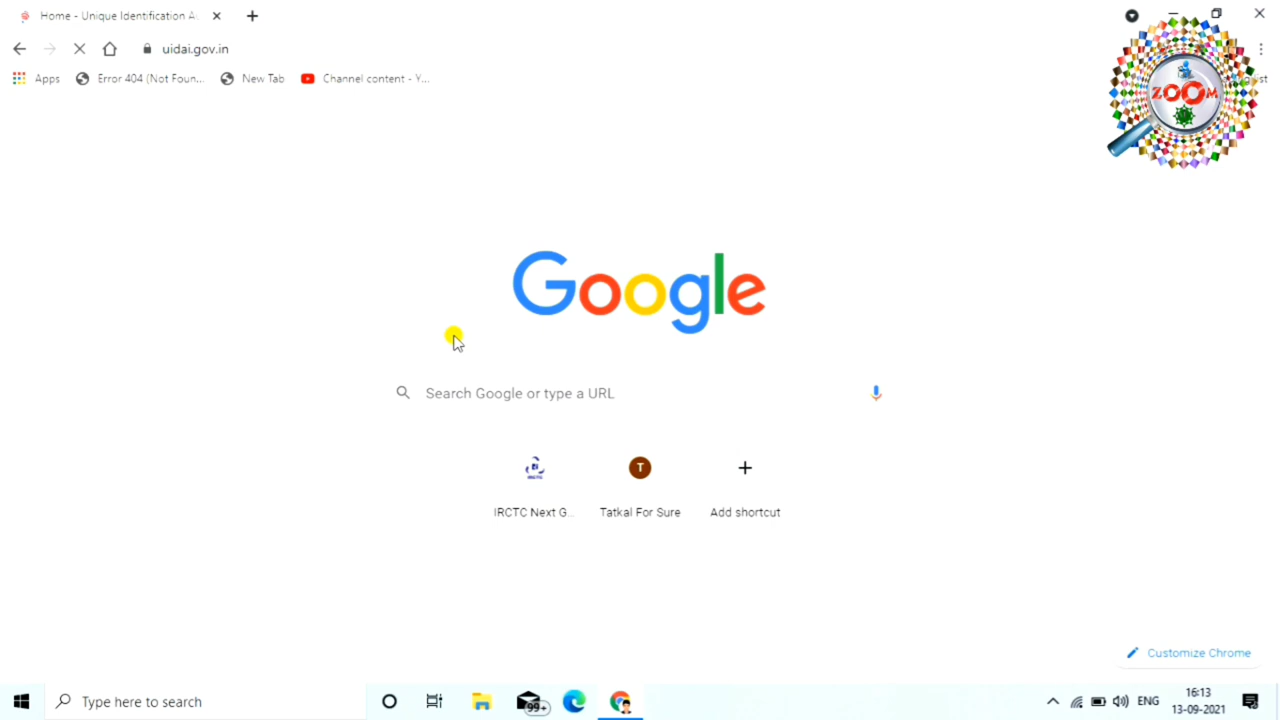 Home - Unique Identification A
uidai.gov.in
Apps
Error 404 (Not Foun...
New Tab
Channel content - Y...
ZOOM
Google
Search Google or type a URL
T
IRCTC Next G...
Tatkal For Sure
Add shortcut
Customize Chrome
Type here to search
99+
ENG
16:13
13-09-2021